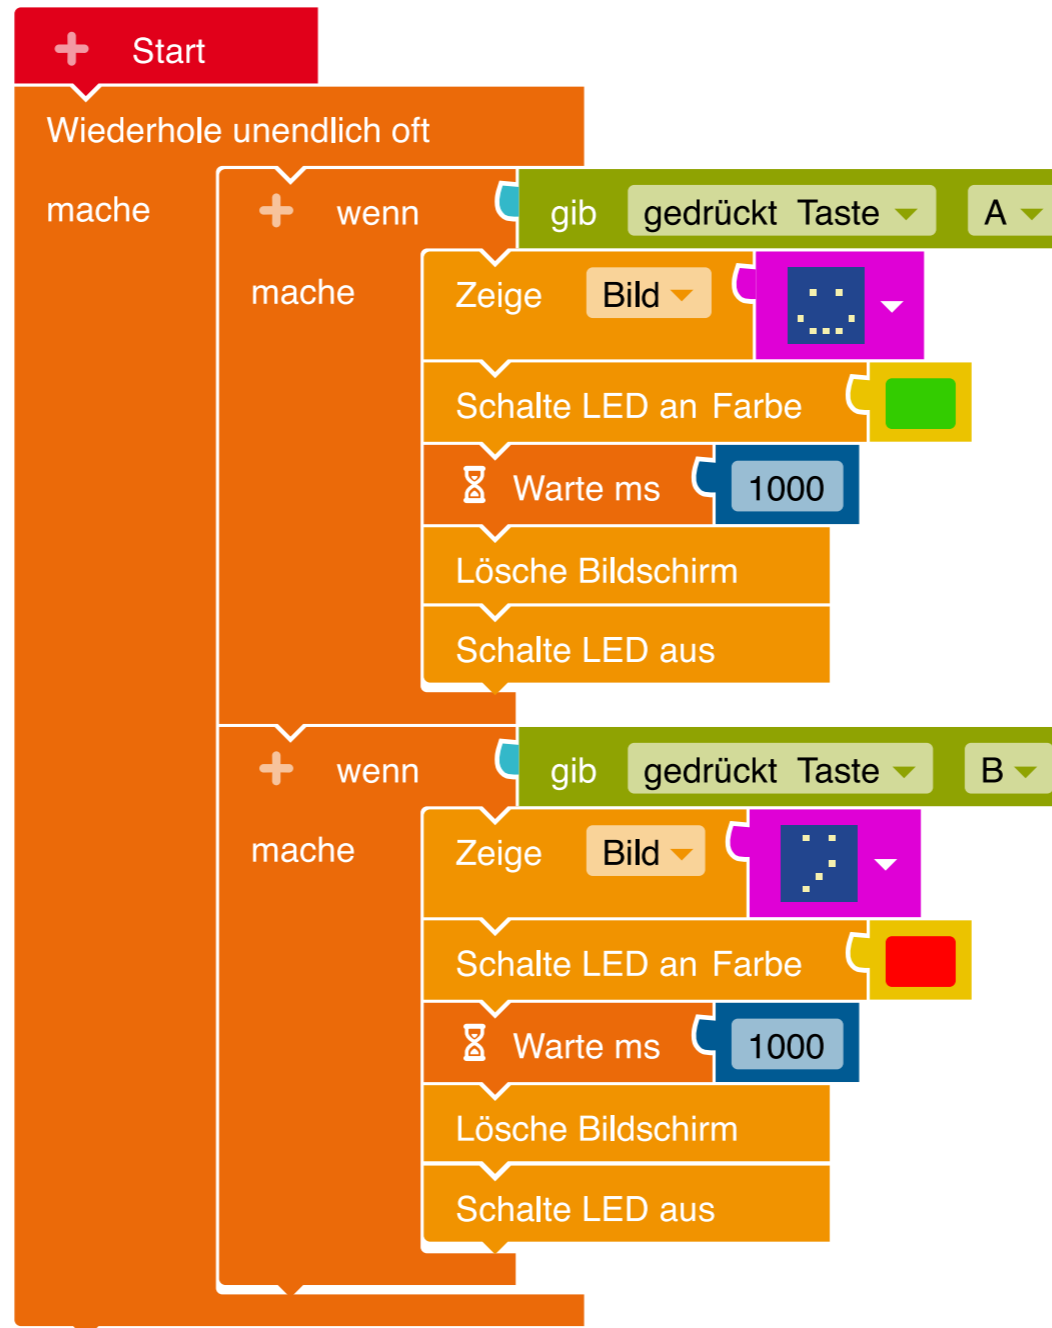 Start
Wiederhole unendlich oft
mache
wenn gib gedrückt Taste A
mache
Zeige Bild
Schalte LED an Farbe
Warte ms 1000
Lösche Bildschirm
Schalte LED aus
wenn gib gedrückt Taste B
mache
Zeige Bild
Schalte LED an Farbe
Warte ms 1000
Lösche Bildschirm
Schalte LED aus